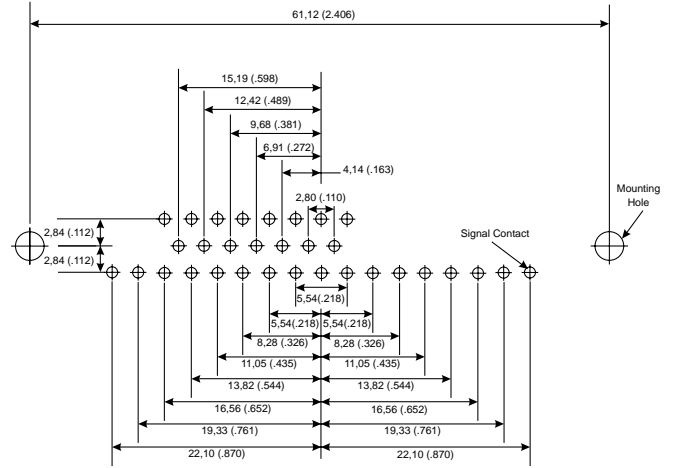 61,12 (2.406)
15,19 (.598)
12,42 (.489)
9,68 (.381)
6,91 (.272)
4,14 (.163)
2,80 (.110)
Mounting
Hole
2,84 (.112)
Signal Contact
2,84 (.112)
5,54(.218)
5,54(.218) 5,54(.218)
8,28 (.326) 8,28 (.326)
11,05 (.435) 11,05 (.435)
13,82 (.544) 13,82 (.544)
16,56 (.652) 16,56 (.652)
19,33 (.761) 19,33 (.761)
22,10 (.870) 22,10 (.870)